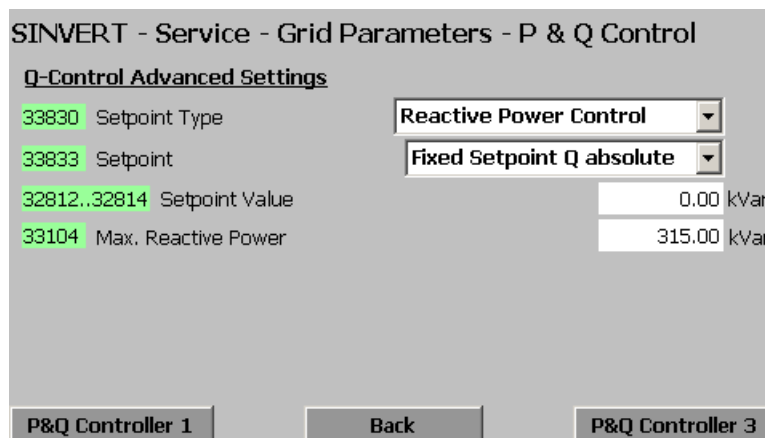 SINVERT - Service - Grid Parameters - P & Q Control
Q-Control Advanced Settings
33830 Setpoint Type Reactive Power Control
33833 Setpoint Fixed Setpoint Q absolute
32812..32814 Setpoint Value 0.00 kVar
33104 Max. Reactive Power 315.00 kVar
P&Q Controller 1 Back P&Q Controller 3